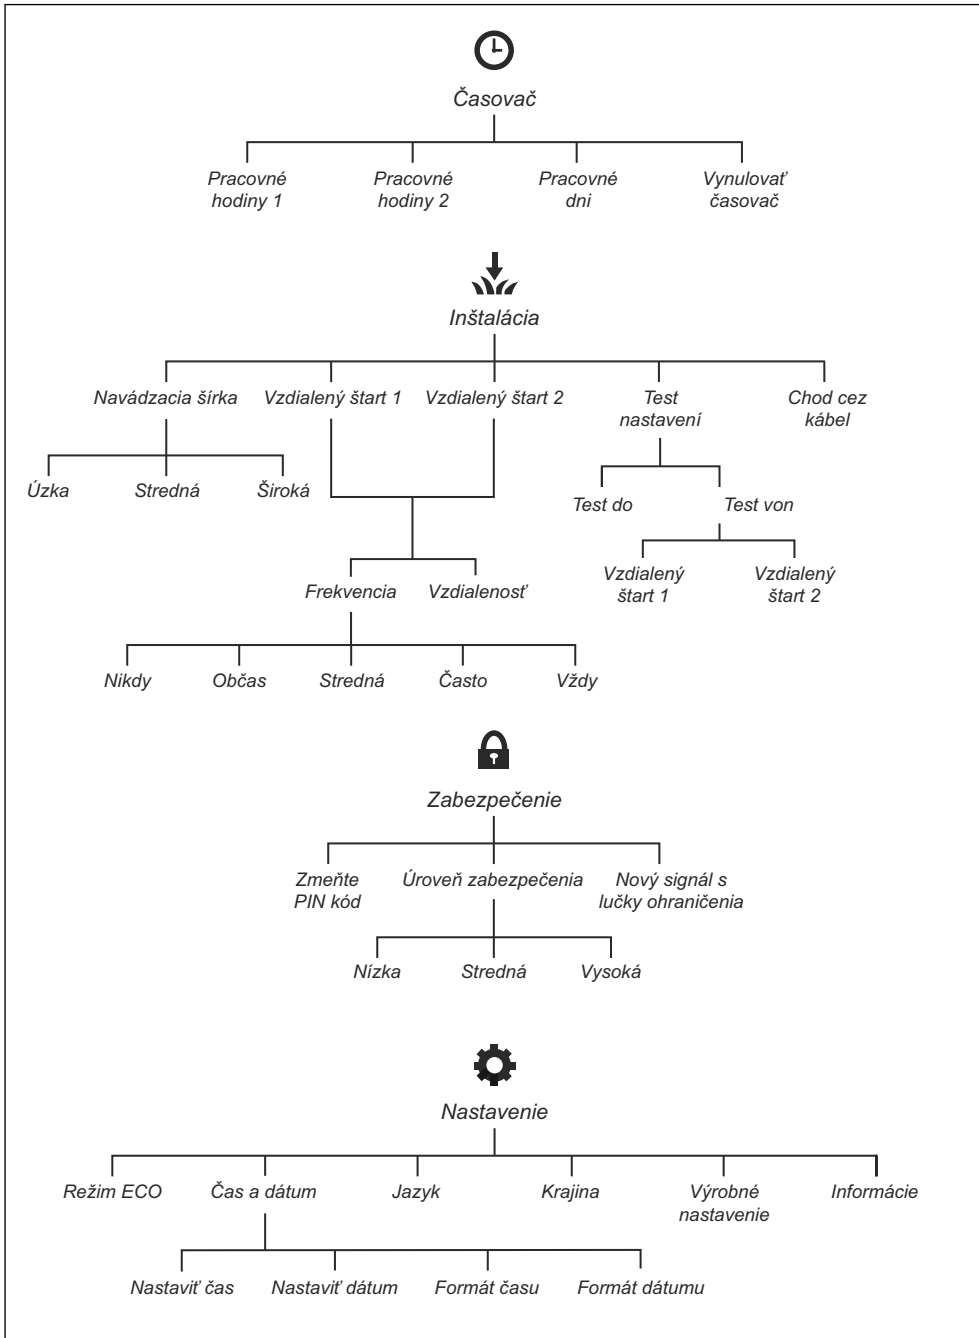 Časovač
Pracovné
hodiny 1
Pracovné
hodiny 2
Pracovné
dni
Vynulovať
časovač
Inštalácia
Navádzacia šírka
Vzdialený štart 1
Vzdialený štart 2
Test
nastavení
Chod cez
kábel
Úzka
Stredná
Široká
Test do
Test von
Frekvencia
Vzdialenosť
Vzdialený
štart 1
Vzdialený
štart 2
Nikdy
Občas
Stredná
Často
Vždy
Zabezpečenie
Zmeňte
PIN kód
Úroveň zabezpečenia
Nový signál s
lučky ohraničenia
Nízka
Stredná
Vysoká
Nastavenie
Režim ECO
Čas a dátum
Jazyk
Krajina
Výrobné
nastavenie
Informácie
Nastaviť čas
Nastaviť dátum
Formát času
Formát dátumu